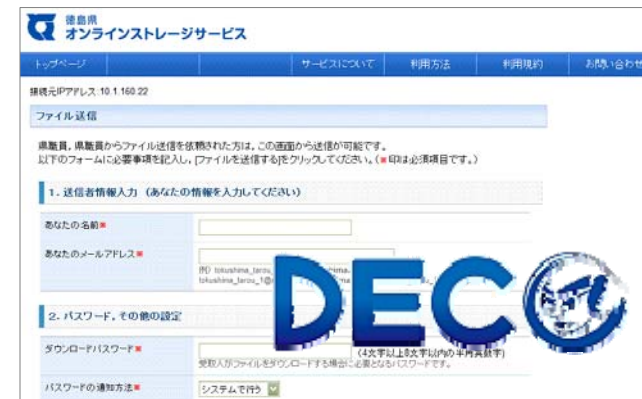 徳島県
オンラインストレージサービス
トップページ サービスについて 利用方法 利用規約 お問い合わせ
接続元IPアドレス:10.1.160.22
ファイル送信
県職員,県職員からファイル送信を依頼された方は,この画面から送信が可能です。
以下のフォームに必要事項を記入し,[ファイルを送信する]をクリックしてください。(■印は必須項目です。)
1. 送信者情報入力 (あなたの情報を入力してください)
あなたの名前■
あなたのメールアドレス■
例) tokushima_tarou_
tokushima_tarou_1@
DECO
2. パスワード,その他の設定
ダウンロードパスワード■ (4文字以上8文字以内の半角英数字)
受取人がファイルをダウンロードする場合に必要となるパスワードです。
パスワードの通知方法■ システムで行う